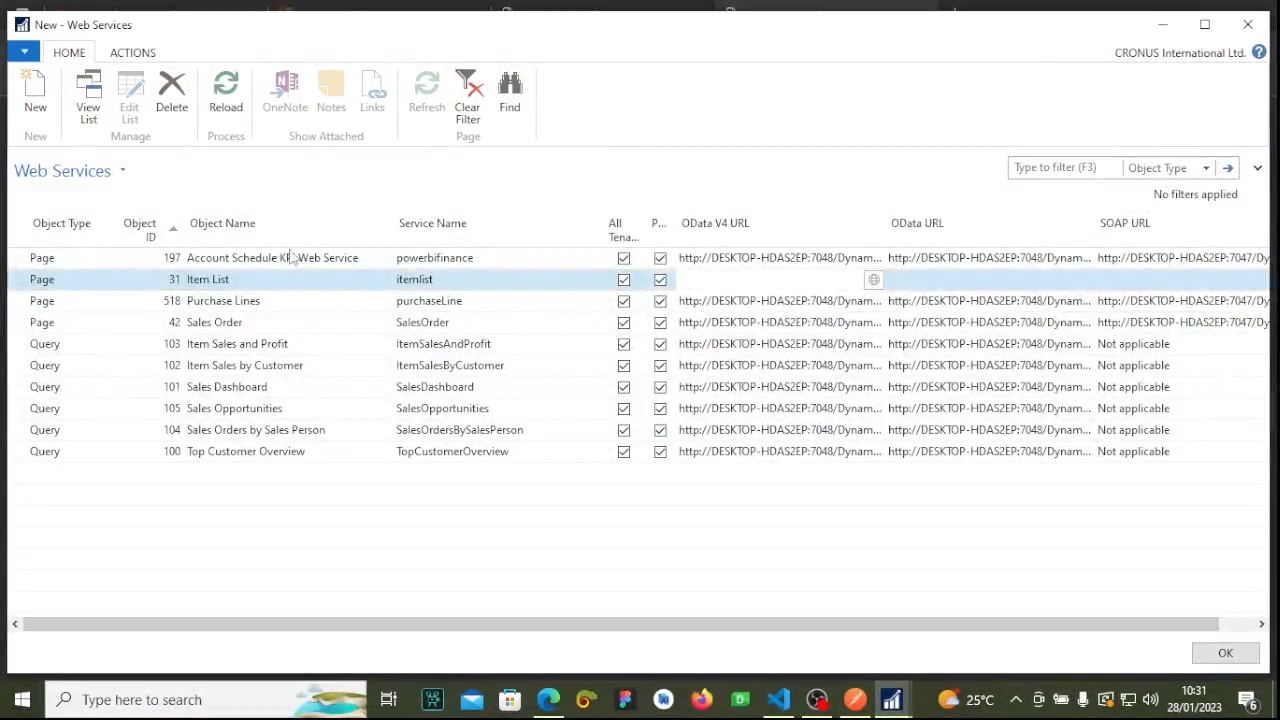 New - Web Services
HOME ACTIONS CRONUS International Ltd.
New View List Edit List Delete Reload OneNote Notes Links Refresh Clear Filter Find
New Manage Process Show Attached Page
Web Services Type to filter (F3) Object Type
No filters applied
Object Type Object ID Object Name Service Name All Tena... P... OData V4 URL OData URL SOAP URL
Page 197 Account Schedule KPI Web Service powerbifinance http://DESKTOP-HDAS2EP:7048/Dynam... http://DESKTOP-HDAS2EP:7048/Dynam... http://DESKTOP-HDAS2EP:7047/Dy
Page 31 Item List itemlist
Page 518 Purchase Lines purchaseLine http://DESKTOP-HDAS2EP:7048/Dynam... http://DESKTOP-HDAS2EP:7048/Dynam... http://DESKTOP-HDAS2EP:7047/Dy
Page 42 Sales Order SalesOrder http://DESKTOP-HDAS2EP:7048/Dynam... http://DESKTOP-HDAS2EP:7048/Dynam... http://DESKTOP-HDAS2EP:7047/Dy
Query 103 Item Sales and Profit ItemSalesAndProfit http://DESKTOP-HDAS2EP:7048/Dynam... http://DESKTOP-HDAS2EP:7048/Dynam... Not applicable
Query 102 Item Sales by Customer ItemSalesByCustomer http://DESKTOP-HDAS2EP:7048/Dynam... http://DESKTOP-HDAS2EP:7048/Dynam... Not applicable
Query 101 Sales Dashboard SalesDashboard http://DESKTOP-HDAS2EP:7048/Dynam... http://DESKTOP-HDAS2EP:7048/Dynam... Not applicable
Query 105 Sales Opportunities SalesOpportunities http://DESKTOP-HDAS2EP:7048/Dynam... http://DESKTOP-HDAS2EP:7048/Dynam... Not applicable
Query 104 Sales Orders by Sales Person SalesOrdersBySalesPerson http://DESKTOP-HDAS2EP:7048/Dynam... http://DESKTOP-HDAS2EP:7048/Dynam... Not applicable
Query 100 Top Customer Overview TopCustomerOverview http://DESKTOP-HDAS2EP:7048/Dynam... http://DESKTOP-HDAS2EP:7048/Dynam... Not applicable
OK
Type here to search 25°C 10:31
28/01/2023 6